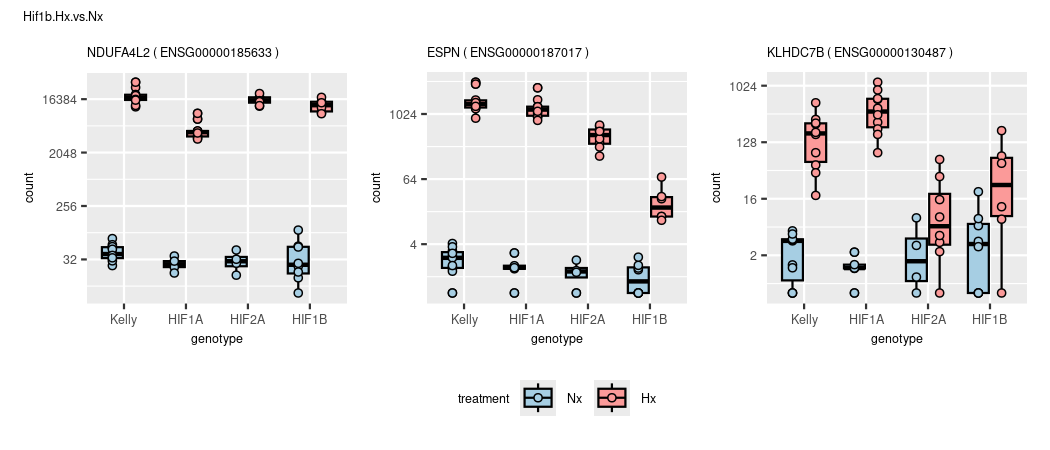 Hif1b.Hx.vs.Nx
NDUFA4L2 ( ENSG00000185633 )
count
16384
2048
256
32
Kelly HIF1A HIF2A HIF1B
genotype
ESPN ( ENSG00000187017 )
count
1024
64
4
Kelly HIF1A HIF2A HIF1B
genotype
KLHDC7B ( ENSG00000130487 )
count
1024
128
16
2
Kelly HIF1A HIF2A HIF1B
genotype
treatment Nx Hx